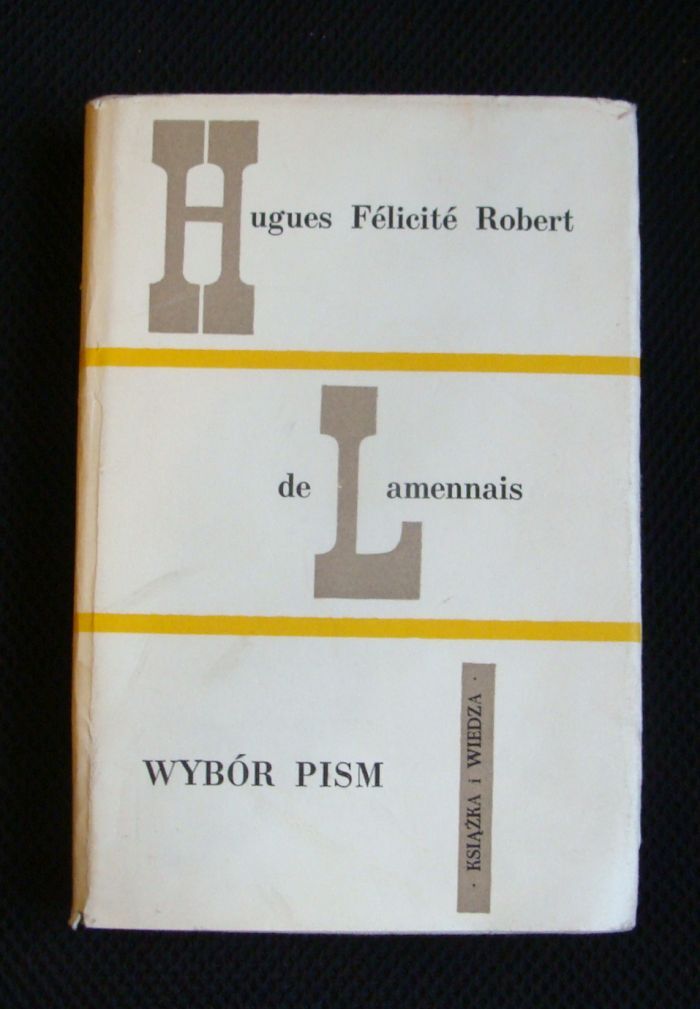 Hugues Félicité Robert
de Lamennais
WYBÓR PISM
· KSIĄŻKA i WIEDZA ·